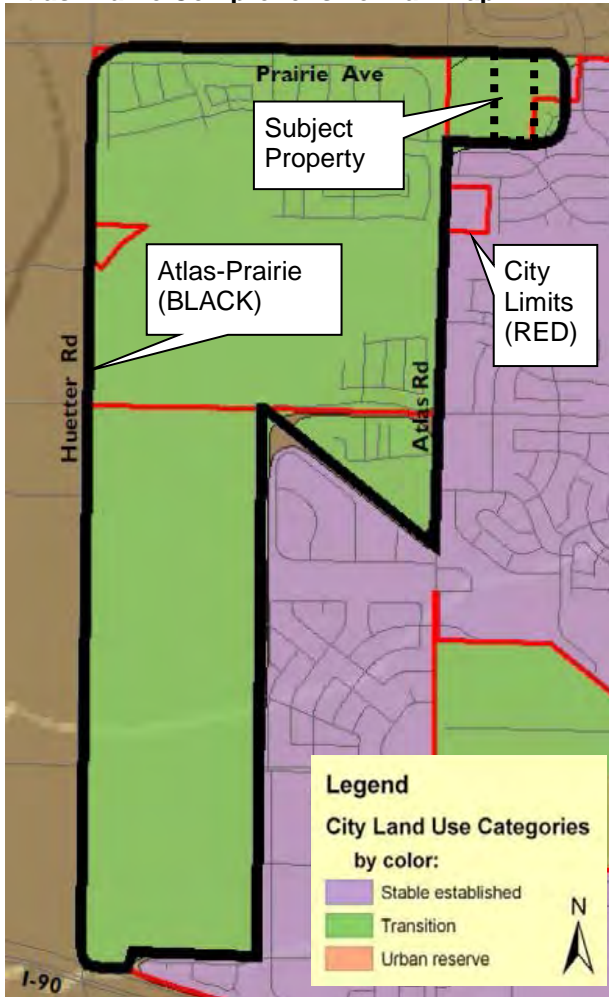 Prairie Ave
Subject
Property
Atlas-Prairie
(BLACK)
City
Limits
(RED)
Huetter Rd
Atlas Rd
Legend
City Land Use Categories
by color:
Stable established
Transition
Urban reserve
N
I-90